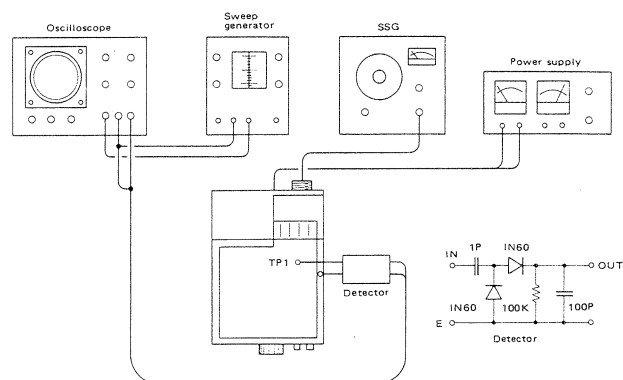 Oscilloscope
Sweep
generator
SSG
Power supply
TP1
Detector
IN
1P
IN60
OUT
IN60
100K
100P
E
Detector